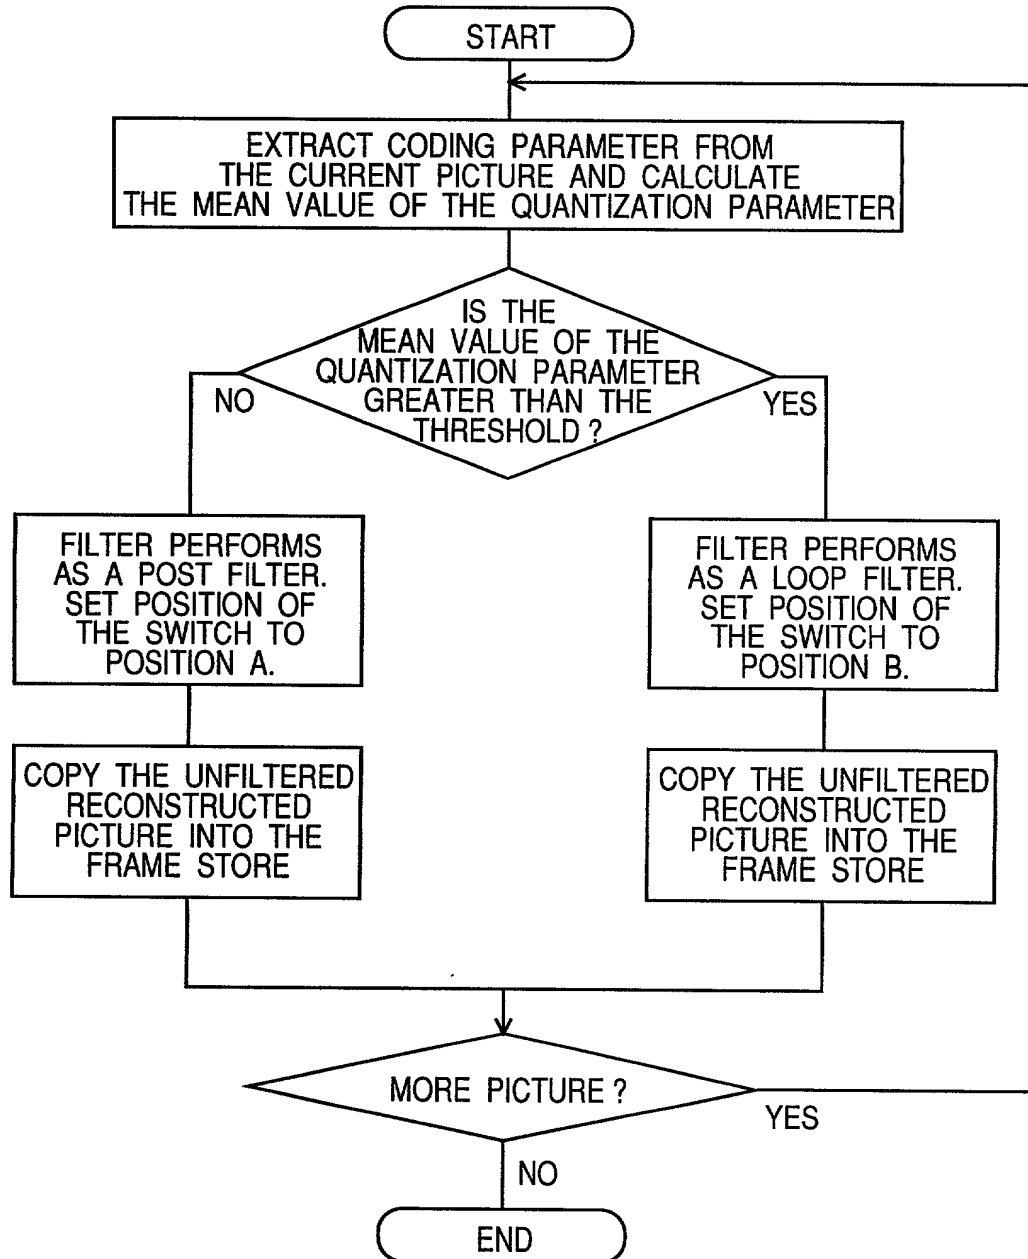 START
EXTRACT CODING PARAMETER FROM
THE CURRENT PICTURE AND CALCULATE
THE MEAN VALUE OF THE QUANTIZATION PARAMETER
IS THE
MEAN VALUE OF THE
QUANTIZATION PARAMETER
GREATER THAN THE
THRESHOLD ?
NO
YES
FILTER PERFORMS
AS A POST FILTER.
SET POSITION OF
THE SWITCH TO
POSITION A.
FILTER PERFORMS
AS A LOOP FILTER.
SET POSITION OF
THE SWITCH TO
POSITION B.
COPY THE UNFILTERED
RECONSTRUCTED
PICTURE INTO THE
FRAME STORE
COPY THE UNFILTERED
RECONSTRUCTED
PICTURE INTO THE
FRAME STORE
MORE PICTURE ?
YES
NO
END